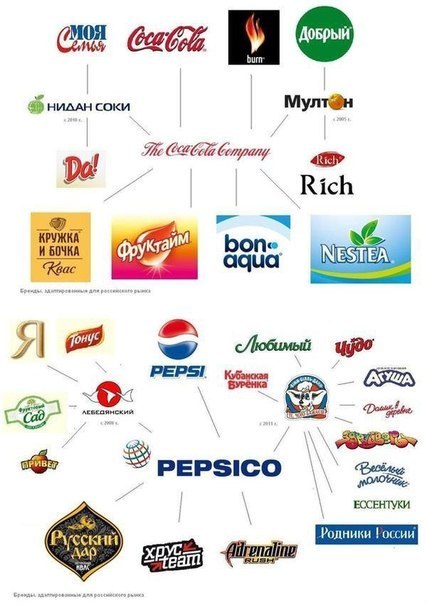 МОЯ
Семья
Coca-Cola
burn
Добрый
НИДАН СОКИ
с 2010 г.
Мултон
с 2005 г.
The Coca-Cola Company
Da!
Rich
Rich
КРУЖКА
И БОЧКА
Квас
Фруктайм
bon
aqua
NESTEA
Бренды, адаптированные для российского рынка
Я
Тонус
PEPSI
Любимый
Чудо
Кубанская
Бурёнка
Агуша
ЛЕБЕДЯНСКИЙ
с 2008 г.
Домик в
деревне
Фруктовый
Сад
с 2011 г.
Весёлый
молочник
ПРИВЕТ
PEPSICO
ЕССЕНТУКИ
Родники России
Русский
дар
КВАС
хрус
team
Adrenaline
RUSH
Бренды, адаптированные для российского рынка